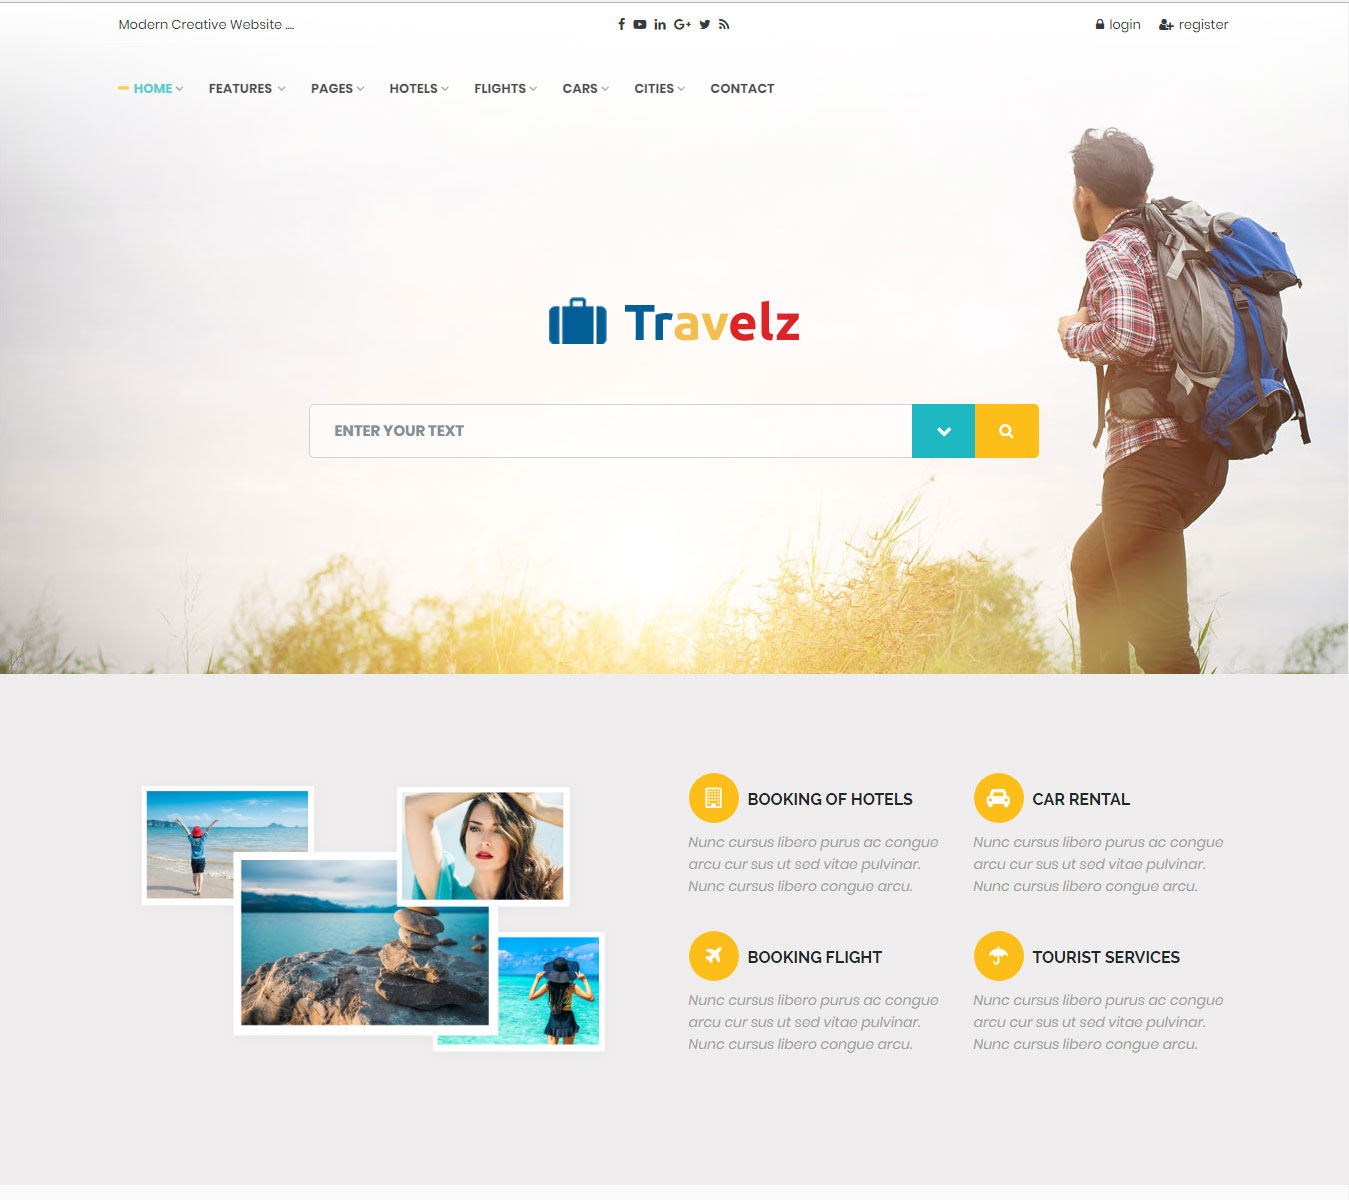 Modern Creative Website ....
login register
HOME FEATURES PAGES HOTELS FLIGHTS CARS CITIES CONTACT
Travelz
ENTER YOUR TEXT
BOOKING OF HOTELS
Nunc cursus libero purus ac congue
arcu cur sus ut sed vitae pulvinar.
Nunc cursus libero congue arcu.
CAR RENTAL
Nunc cursus libero purus ac congue
arcu cur sus ut sed vitae pulvinar.
Nunc cursus libero congue arcu.
BOOKING FLIGHT
Nunc cursus libero purus ac congue
arcu cur sus ut sed vitae pulvinar.
Nunc cursus libero congue arcu.
TOURIST SERVICES
Nunc cursus libero purus ac congue
arcu cur sus ut sed vitae pulvinar.
Nunc cursus libero congue arcu.